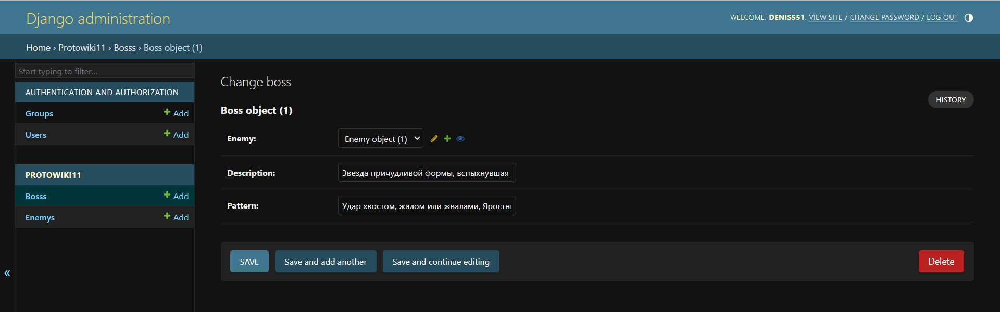 Django administration
WELCOME, DENIS551. VIEW SITE / CHANGE PASSWORD / LOG OUT
Home › Protowiki11 › Bosss › Boss object (1)
Start typing to filter...
AUTHENTICATION AND AUTHORIZATION
Groups
Add
Users
Add
PROTOWIKI11
Bosss
Add
Enemys
Add
«
Change boss
HISTORY
Boss object (1)
Enemy:
Enemy object (1)
Description:
Звезда причудливой формы, вспыхнувшая
Pattern:
Удар хвостом, жалом или жвалами,
SAVE
Save and add another
Save and continue editing
Delete